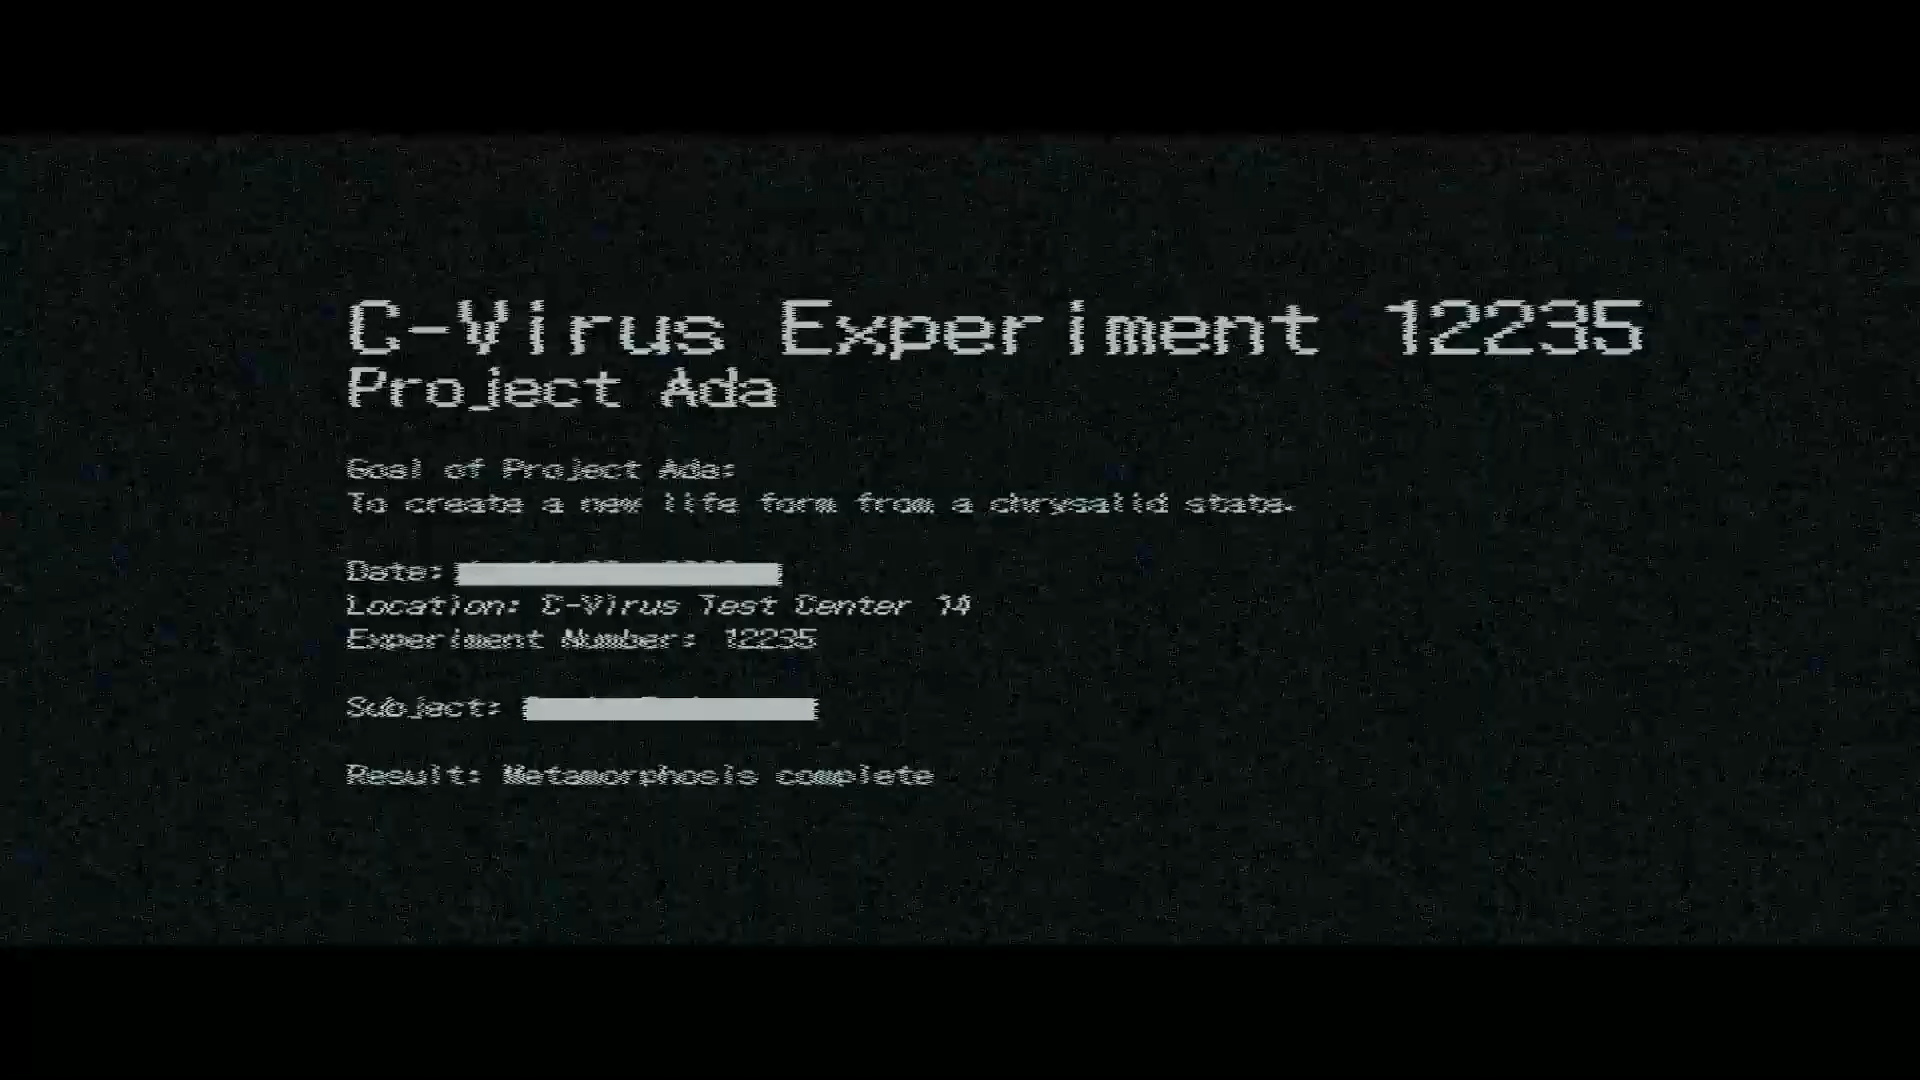 C-Virus Experiment 12235
Project Ada
Goal of Project Ada:
To create a new life form from a chrysalid state.
Date:
Location: C-Virus Test Center 14
Experiment Number: 12235
Subject:
Result: Metamorphosis complete